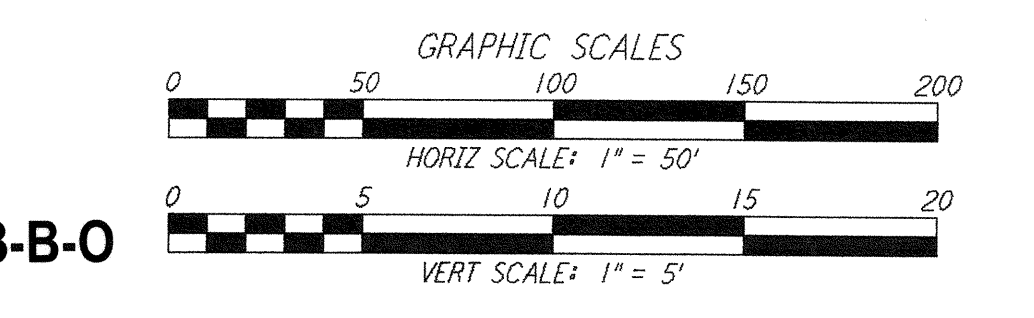 GRAPHIC SCALES
0 50 100 150 200
HORIZ SCALE: 1" = 50'
0 5 10 15 20
B-B-O
VERT SCALE: 1" = 5'